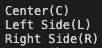 Center(C)
Left Side(L)
Right Side(R)